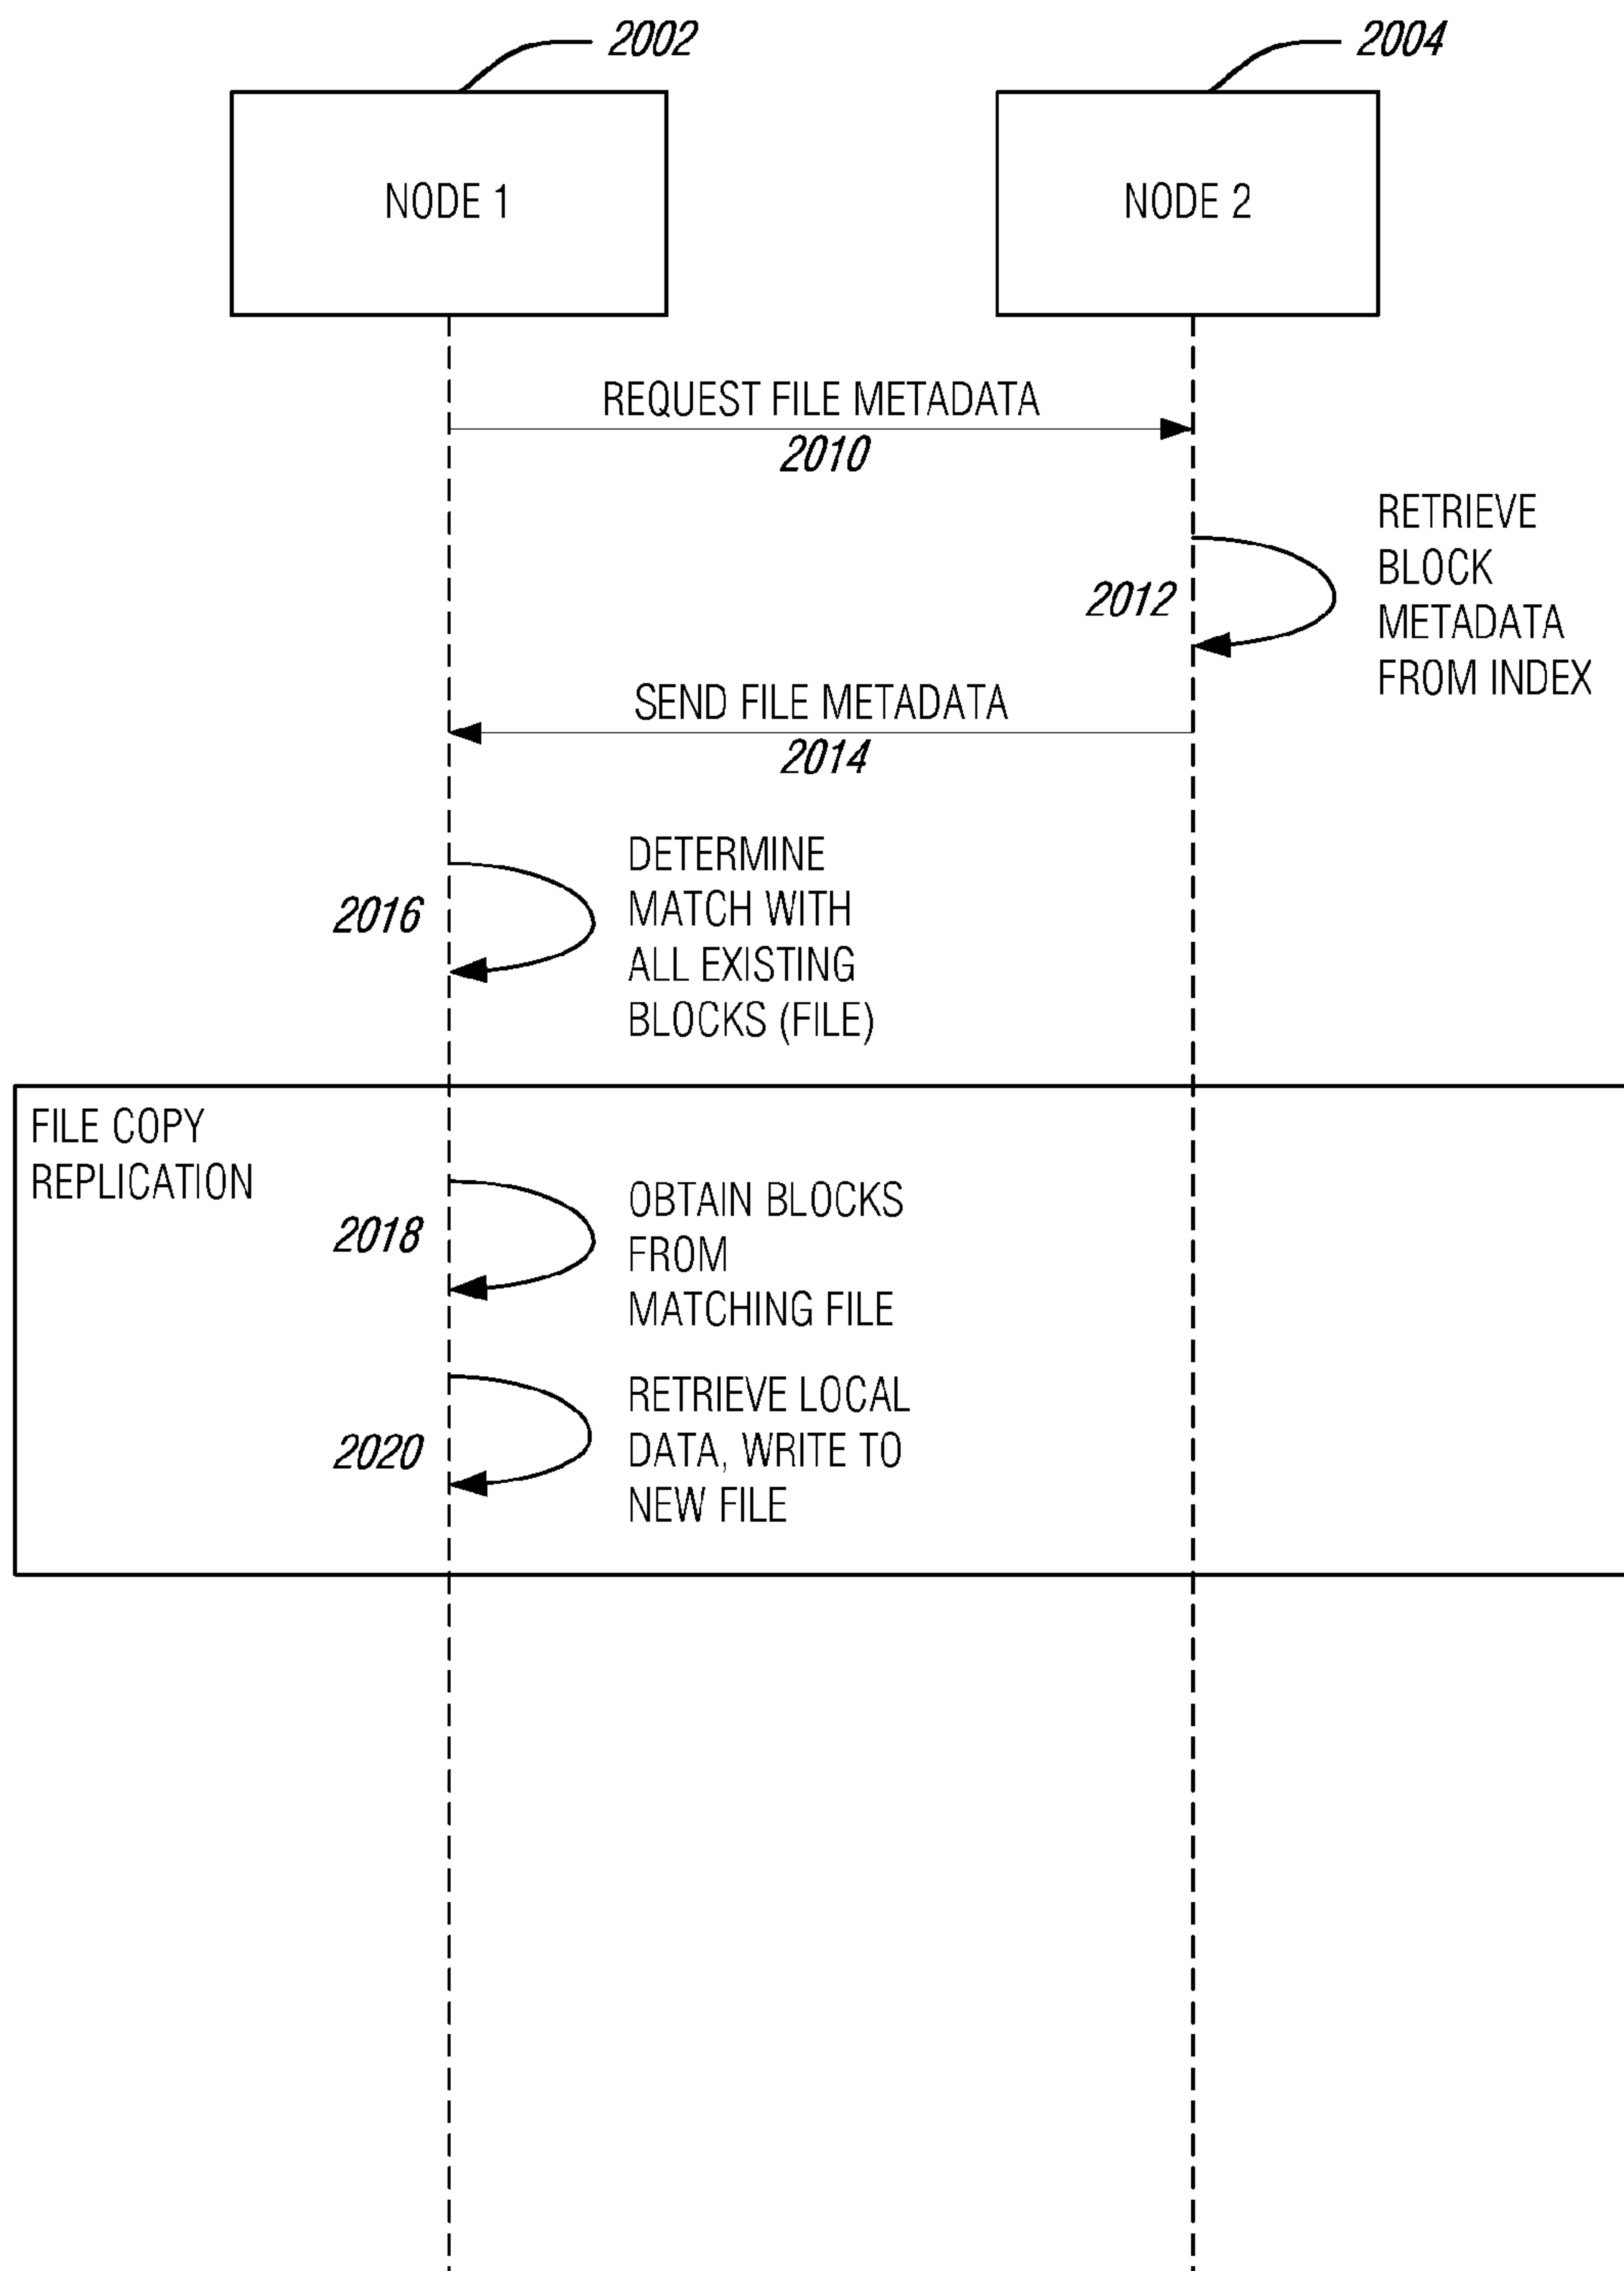 2002
2004
NODE 1
NODE 2
REQUEST FILE METADATA
2010
RETRIEVE
BLOCK
METADATA
FROM INDEX
2012
SEND FILE METADATA
2014
DETERMINE
MATCH WITH
ALL EXISTING
BLOCKS (FILE)
2016
FILE COPY
REPLICATION
OBTAIN BLOCKS
FROM
MATCHING FILE
2018
RETRIEVE LOCAL
DATA, WRITE TO
NEW FILE
2020